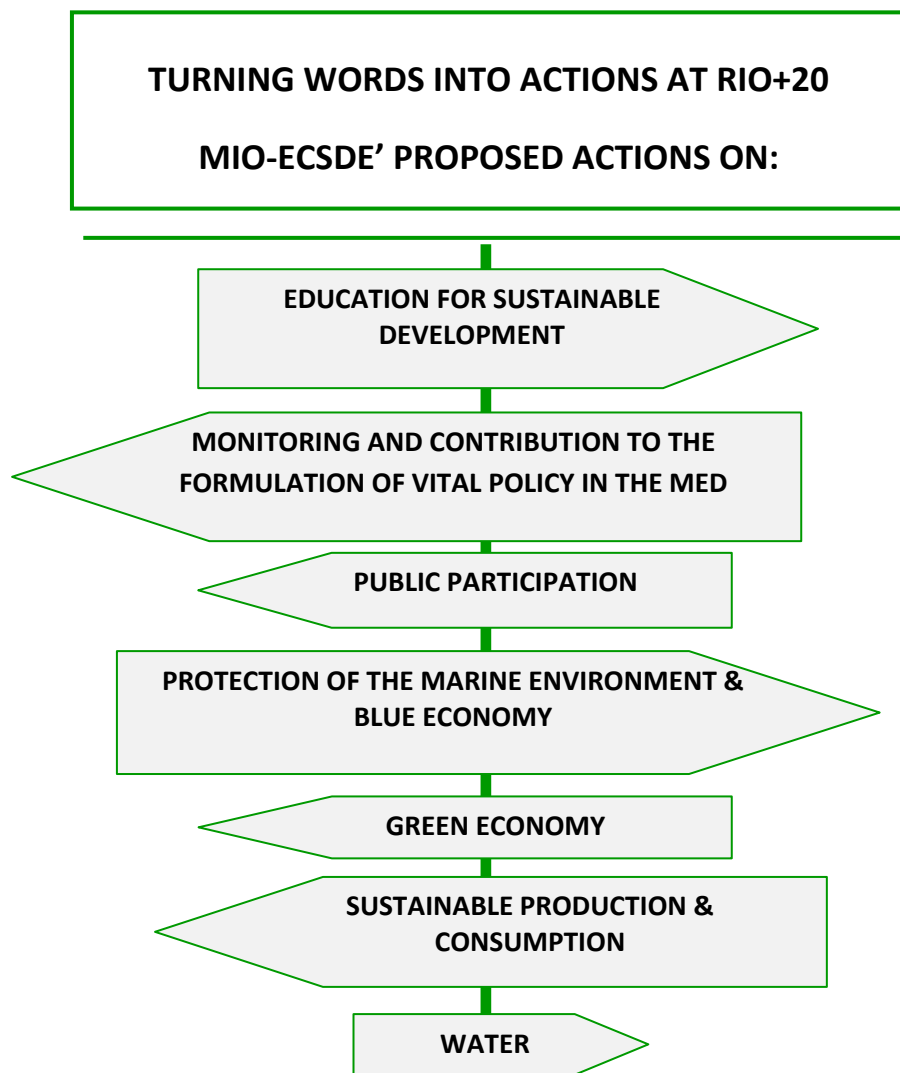 TURNING WORDS INTO ACTIONS AT RIO+20
MIO-ECSDE’ PROPOSED ACTIONS ON:
EDUCATION FOR SUSTAINABLE
DEVELOPMENT
MONITORING AND CONTRIBUTION TO THE
FORMULATION OF VITAL POLICY IN THE MED
PUBLIC PARTICIPATION
PROTECTION OF THE MARINE ENVIRONMENT &
BLUE ECONOMY
GREEN ECONOMY
SUSTAINABLE PRODUCTION &
CONSUMPTION
WATER